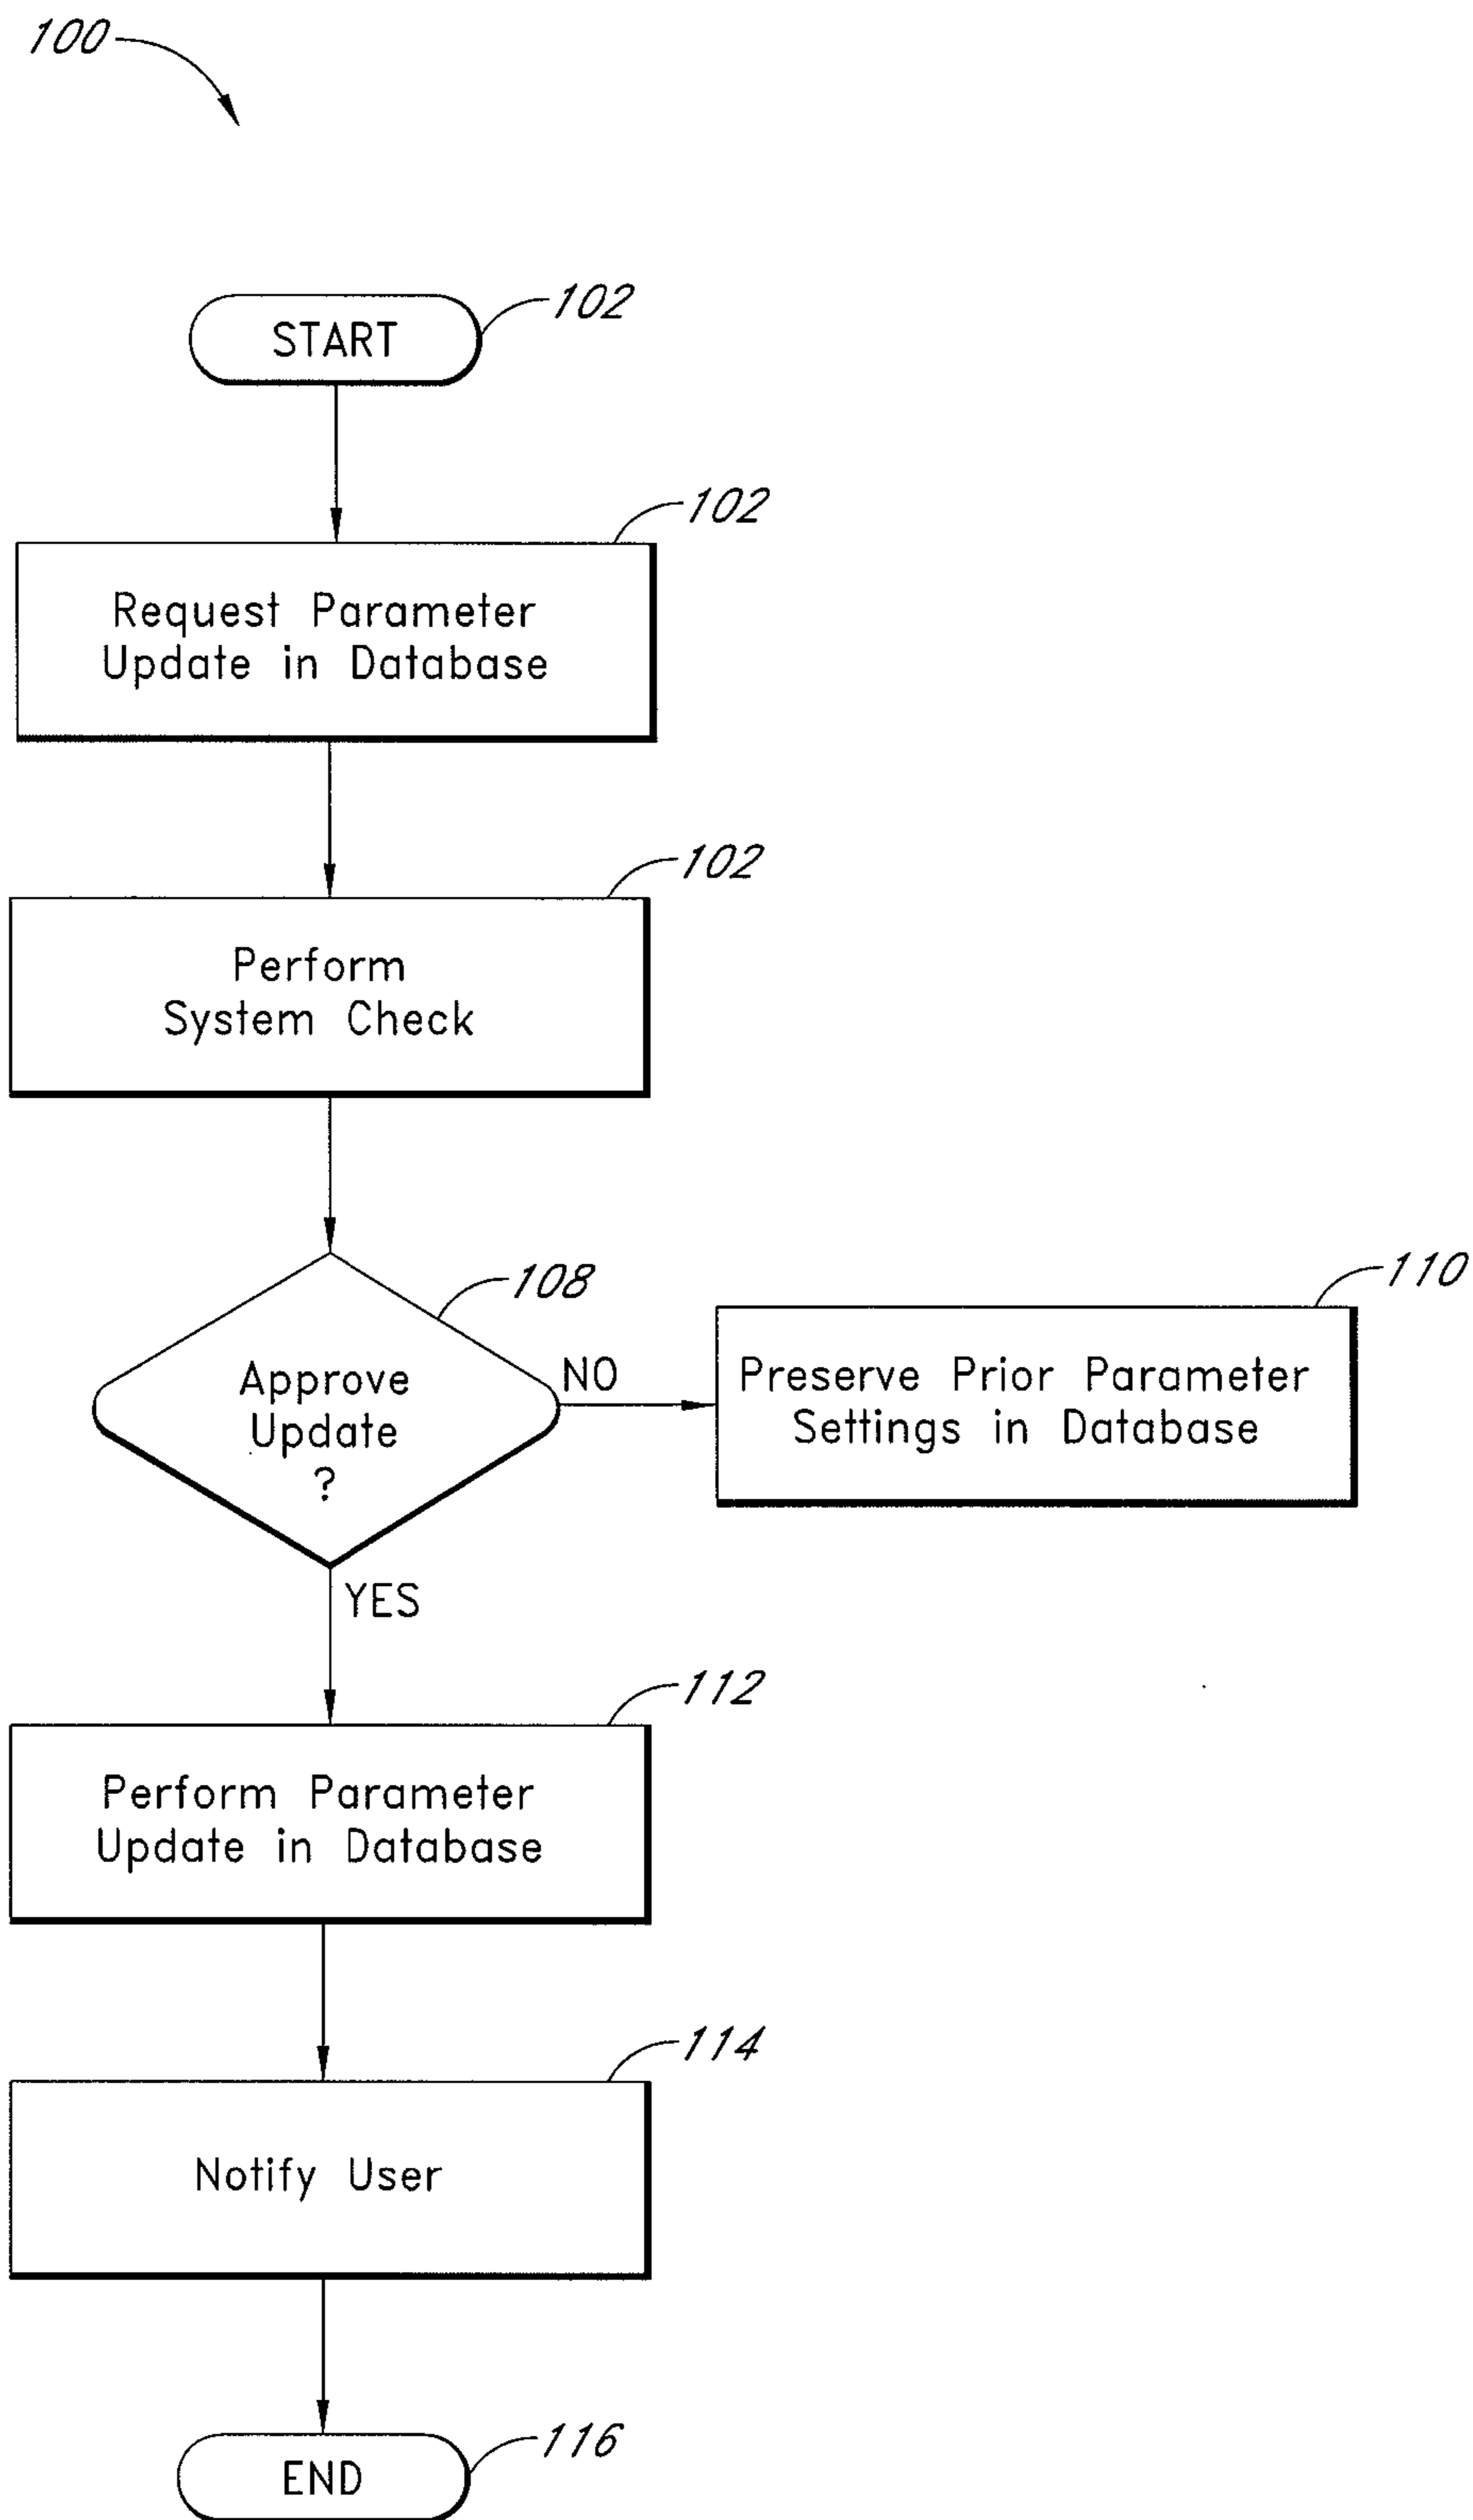 100
START
102
102
Request Parameter
Update in Database
102
Perform
System Check
108
Approve
Update
?
NO
110
Preserve Prior Parameter
Settings in Database
YES
112
Perform Parameter
Update in Database
114
Notify User
END
116